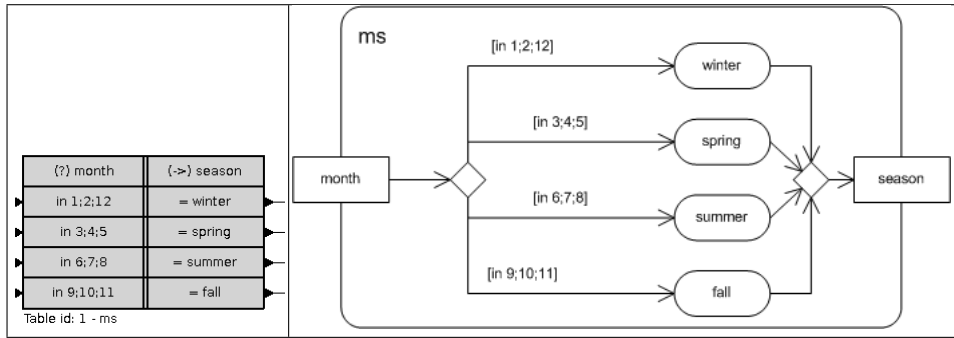 (?) month (->) season
in 1;2;12 = winter
in 3;4;5 = spring
in 6;7;8 = summer
in 9;10;11 = fall
Table id: 1 - ms
ms
[in 1;2;12]
winter
[in 3;4;5]
spring
month
season
[in 6;7;8]
summer
[in 9;10;11]
fall